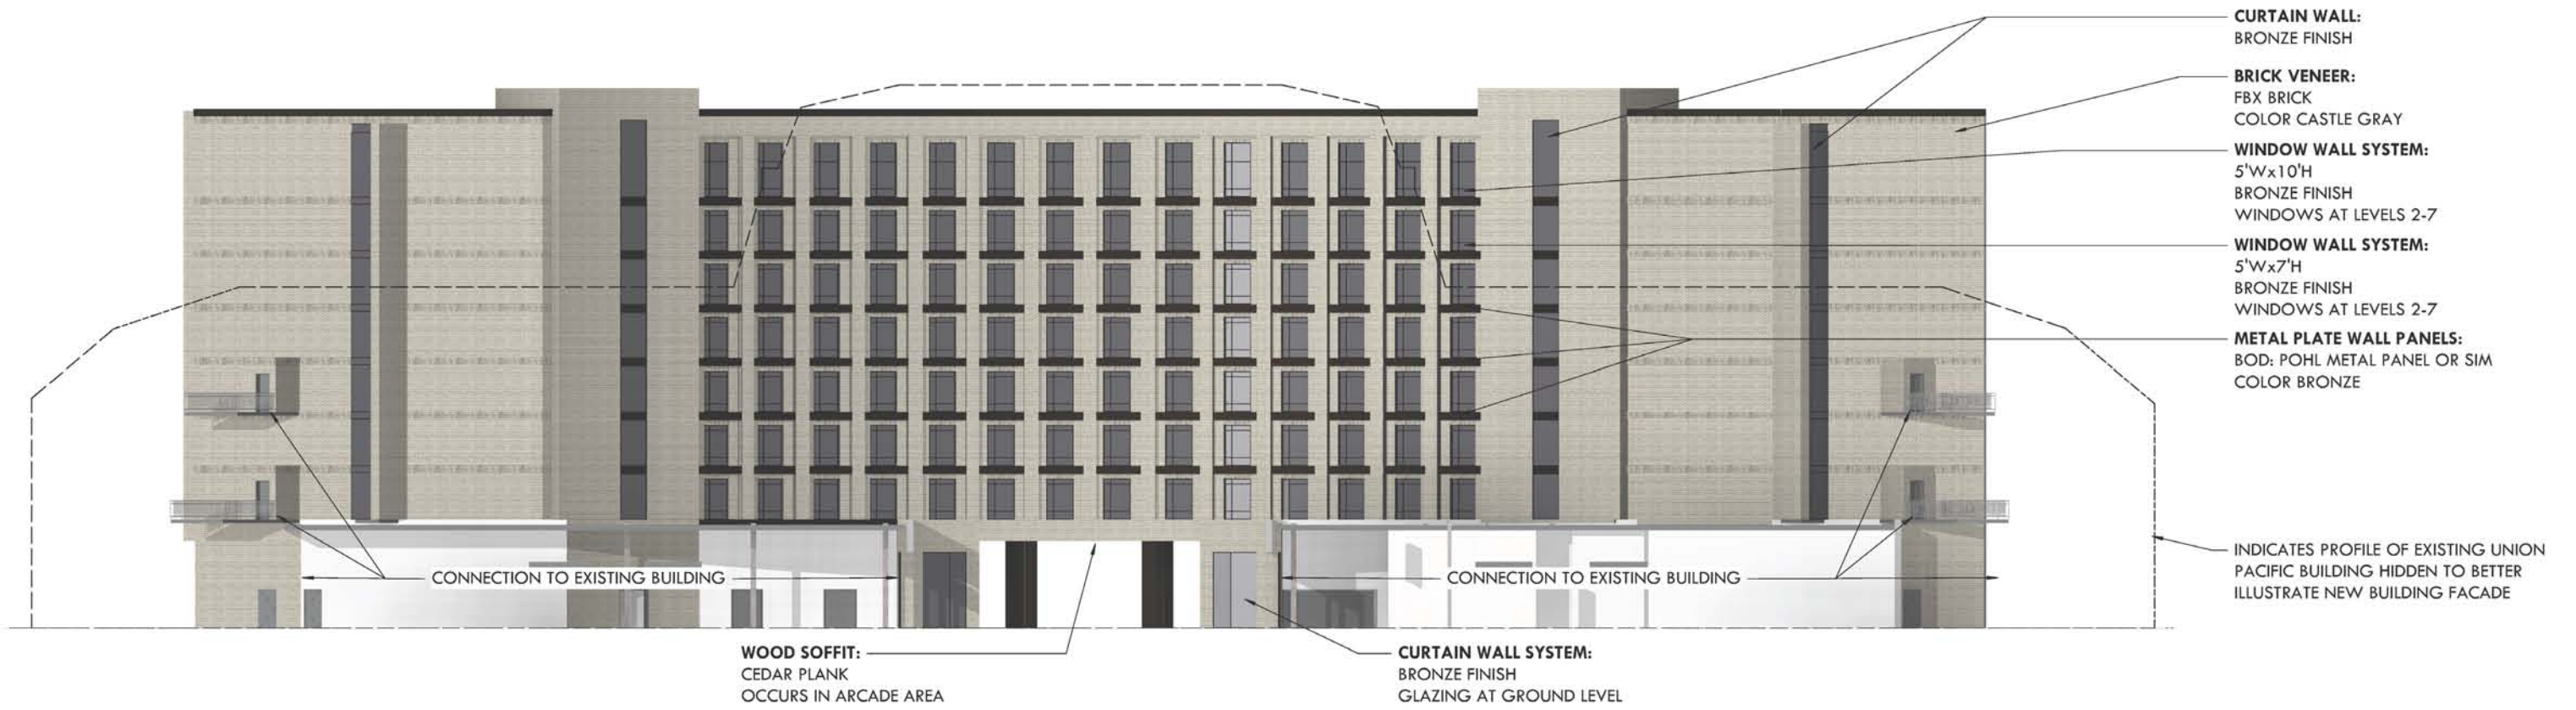 CURTAIN WALL:
BRONZE FINISH
BRICK VENEER:
FBX BRICK
COLOR CASTLE GRAY
WINDOW WALL SYSTEM:
5'Wx10'H
BRONZE FINISH
WINDOWS AT LEVELS 2-7
WINDOW WALL SYSTEM:
5'Wx7'H
BRONZE FINISH
WINDOWS AT LEVELS 2-7
METAL PLATE WALL PANELS:
BOD: POHL METAL PANEL OR SIM
COLOR BRONZE
INDICATES PROFILE OF EXISTING UNION
PACIFIC BUILDING HIDDEN TO BETTER
ILLUSTRATE NEW BUILDING FACADE
CONNECTION TO EXISTING BUILDING
CONNECTION TO EXISTING BUILDING
WOOD SOFFIT:
CEDAR PLANK
OCCURS IN ARCADE AREA
CURTAIN WALL SYSTEM:
BRONZE FINISH
GLAZING AT GROUND LEVEL